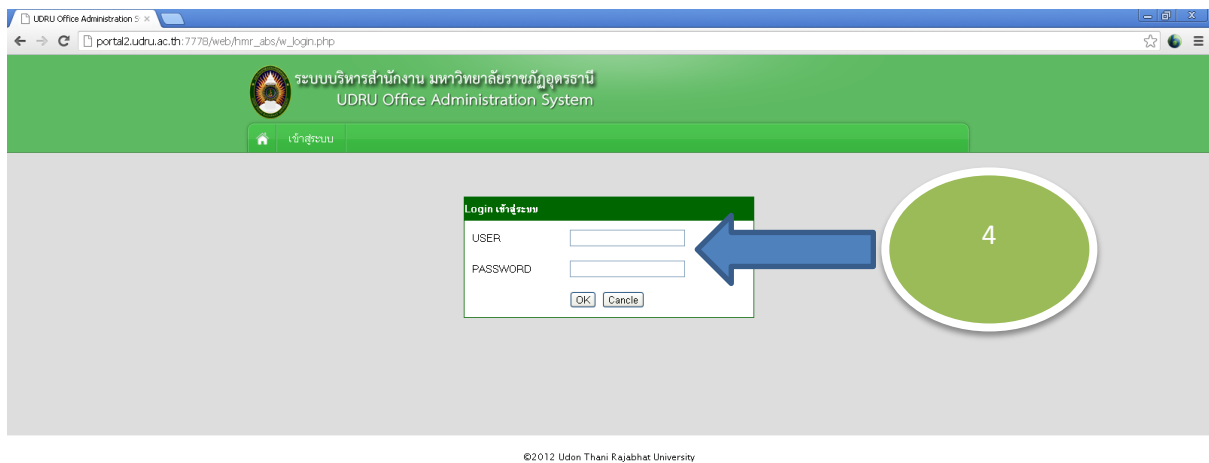 UDRU Office Administration S
portal2.udru.ac.th:7778/web/hmr_abs/w_login.php
ระบบบริหารสำนักงาน มหาวิทยาลัยราชภัฏอุดรธานี
UDRU Office Administration System
เข้าสู่ระบบ
Login เข้าสู่ระบบ
USER
4
PASSWORD
OK Cancle
©2012 Udon Thani Rajabhat University